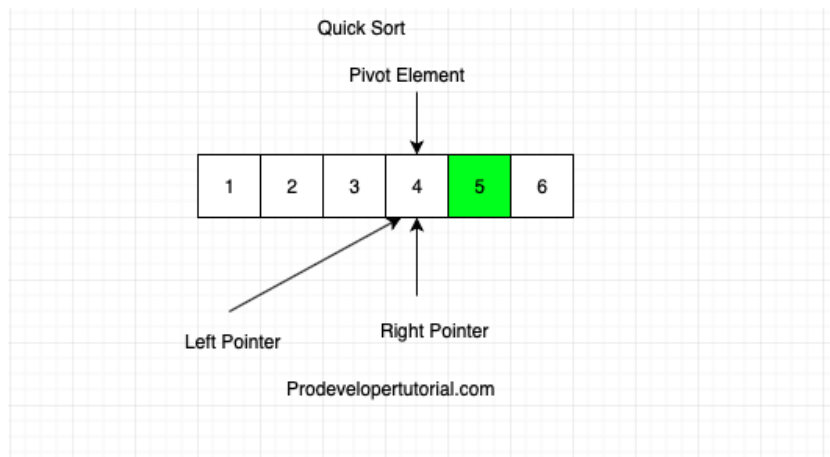 Quick Sort
Pivot Element
1 2 3 4 5 6
Right Pointer
Left Pointer
Prodevelopertutorial.com